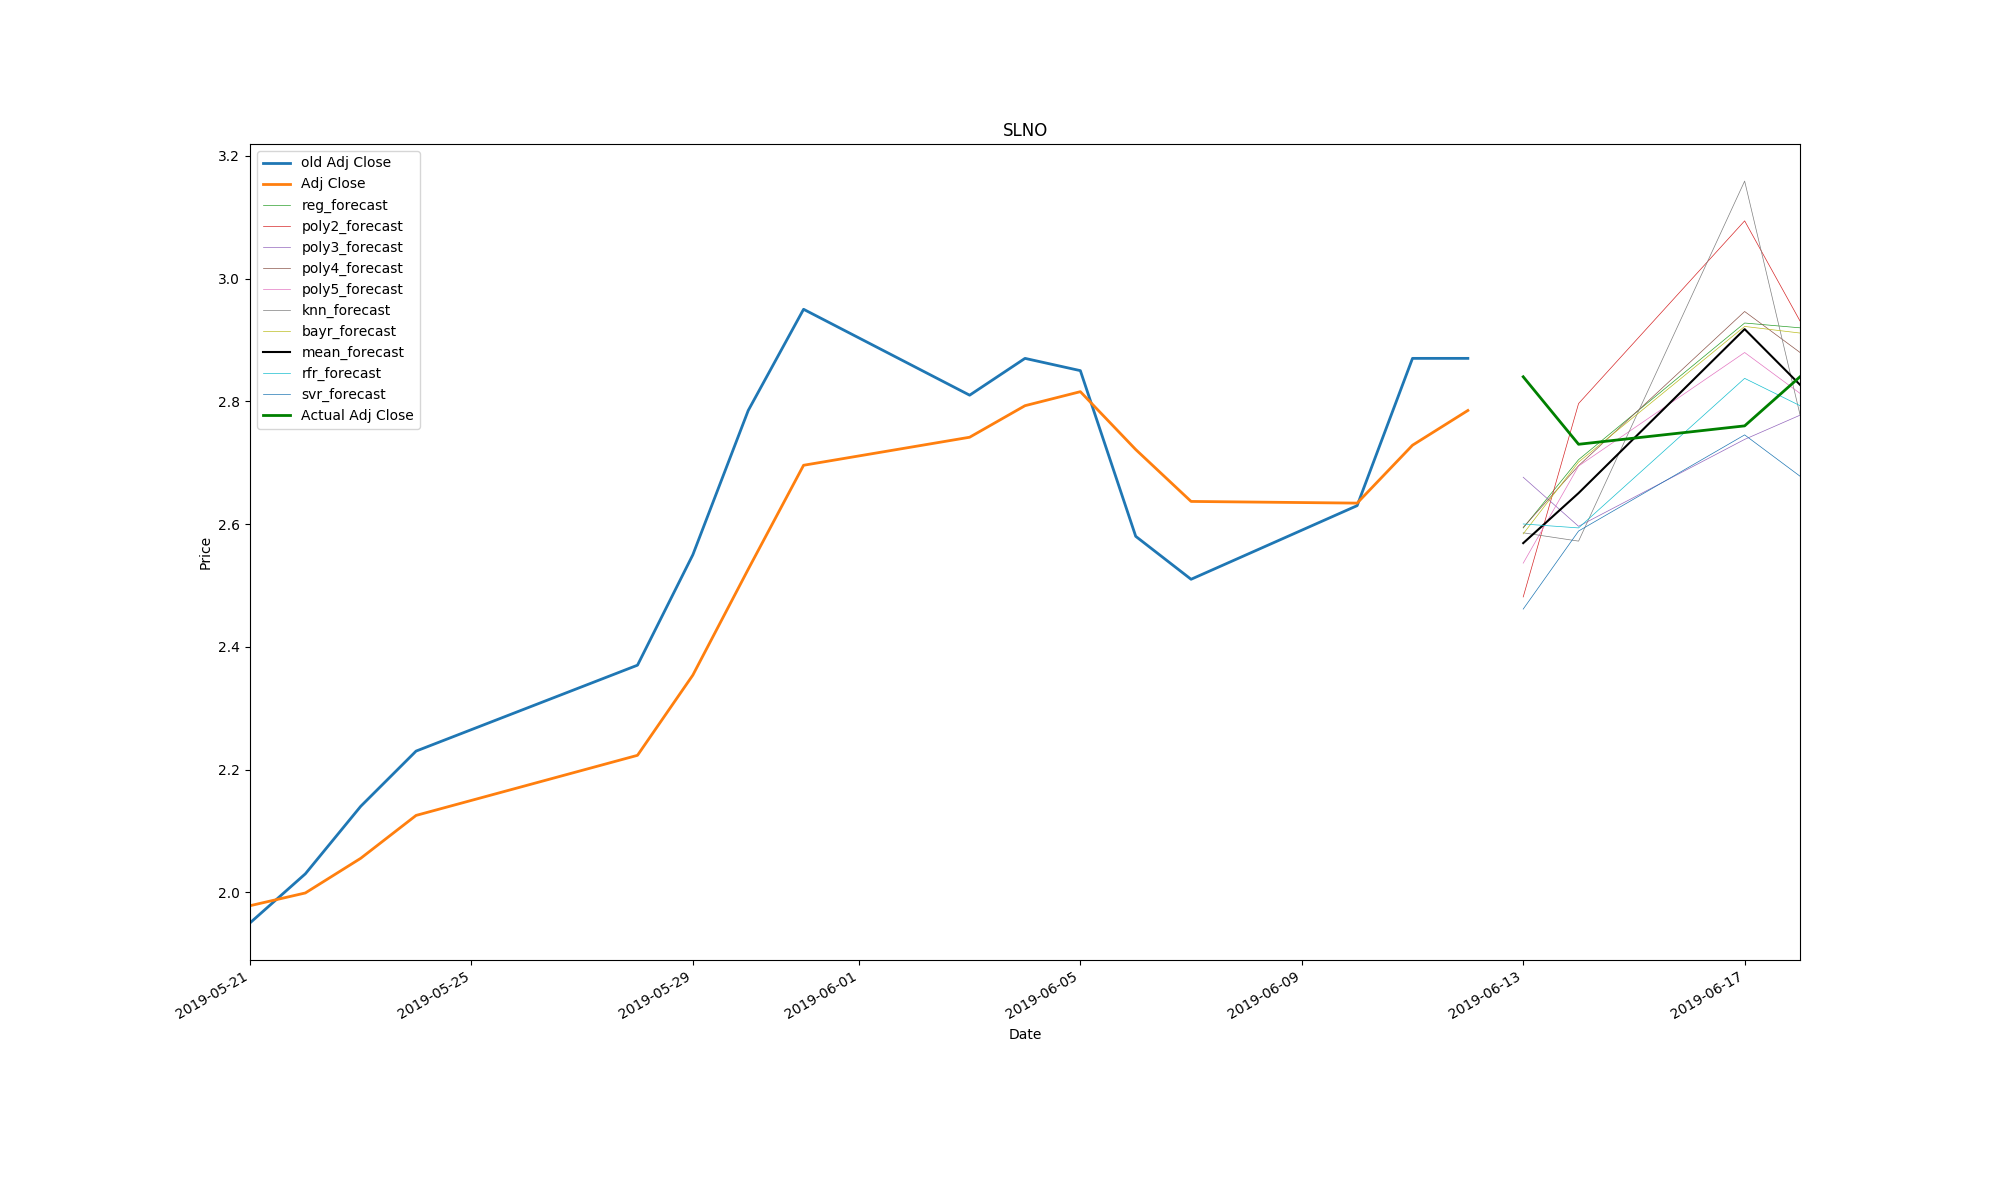 SLNO
3.2
3.0
2.8
2.6
2.4
2.2
2.0
Price
old Adj Close
Adj Close
reg_forecast
poly2_forecast
poly3_forecast
poly4_forecast
poly5_forecast
knn_forecast
bayr_forecast
mean_forecast
rfr_forecast
svr_forecast
Actual Adj Close
2019-05-21
2019-05-25
2019-05-29
2019-06-01
2019-06-05
2019-06-09
2019-06-13
2019-06-17
Date